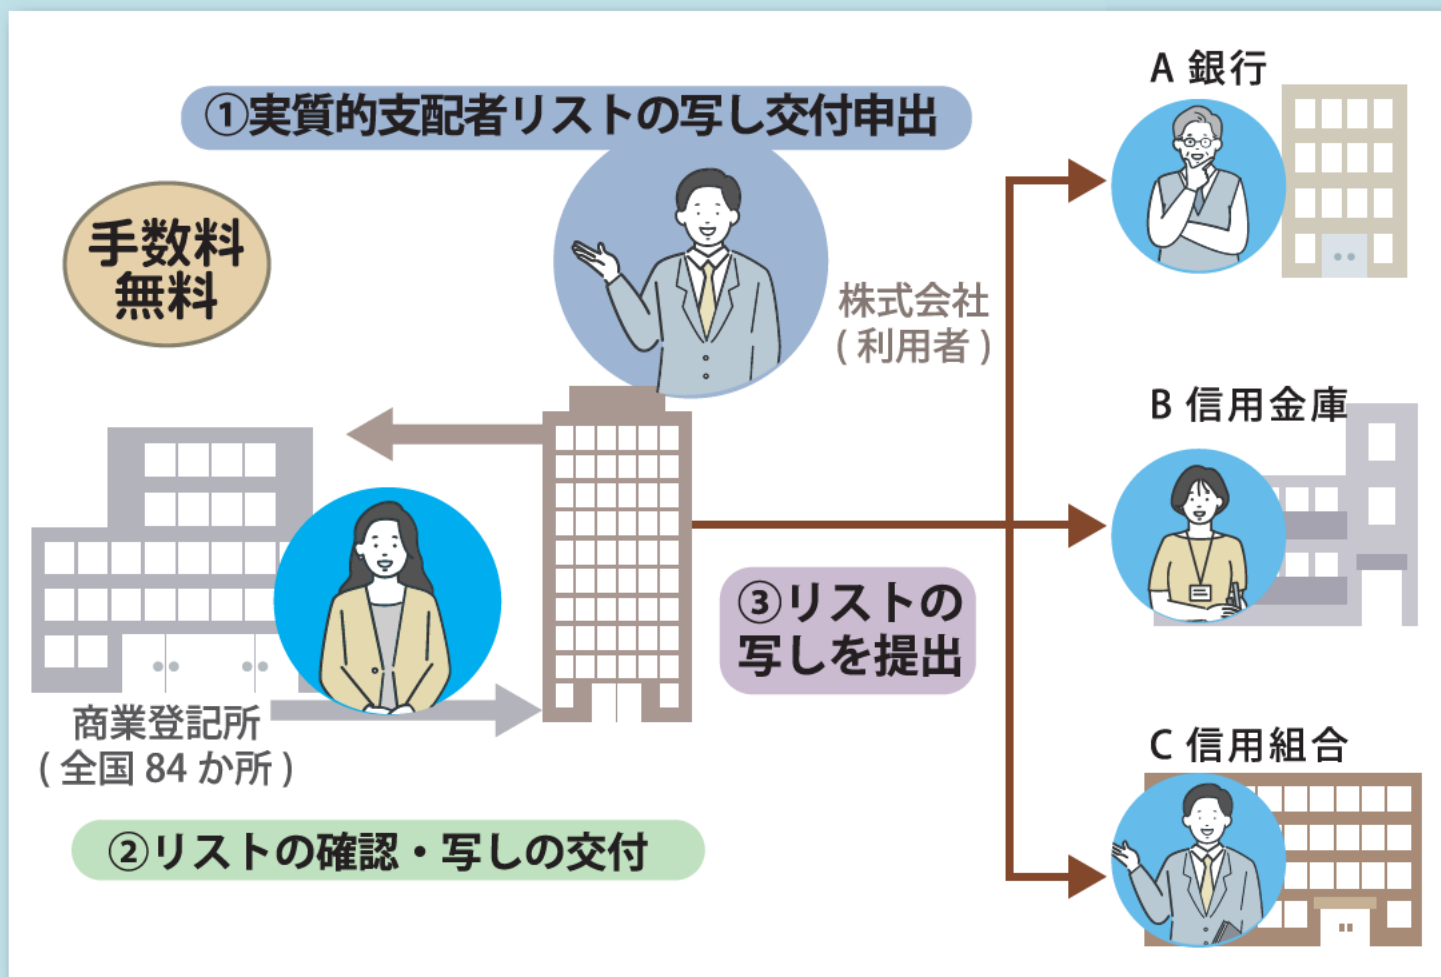 ①実質的支配者リストの写し交付申出
手数料
無料
株式会社
(利用者)
A 銀行
B 信用金庫
③リストの
写しを提出
商業登記所
(全国 84 か所)
C 信用組合
②リストの確認・写しの交付